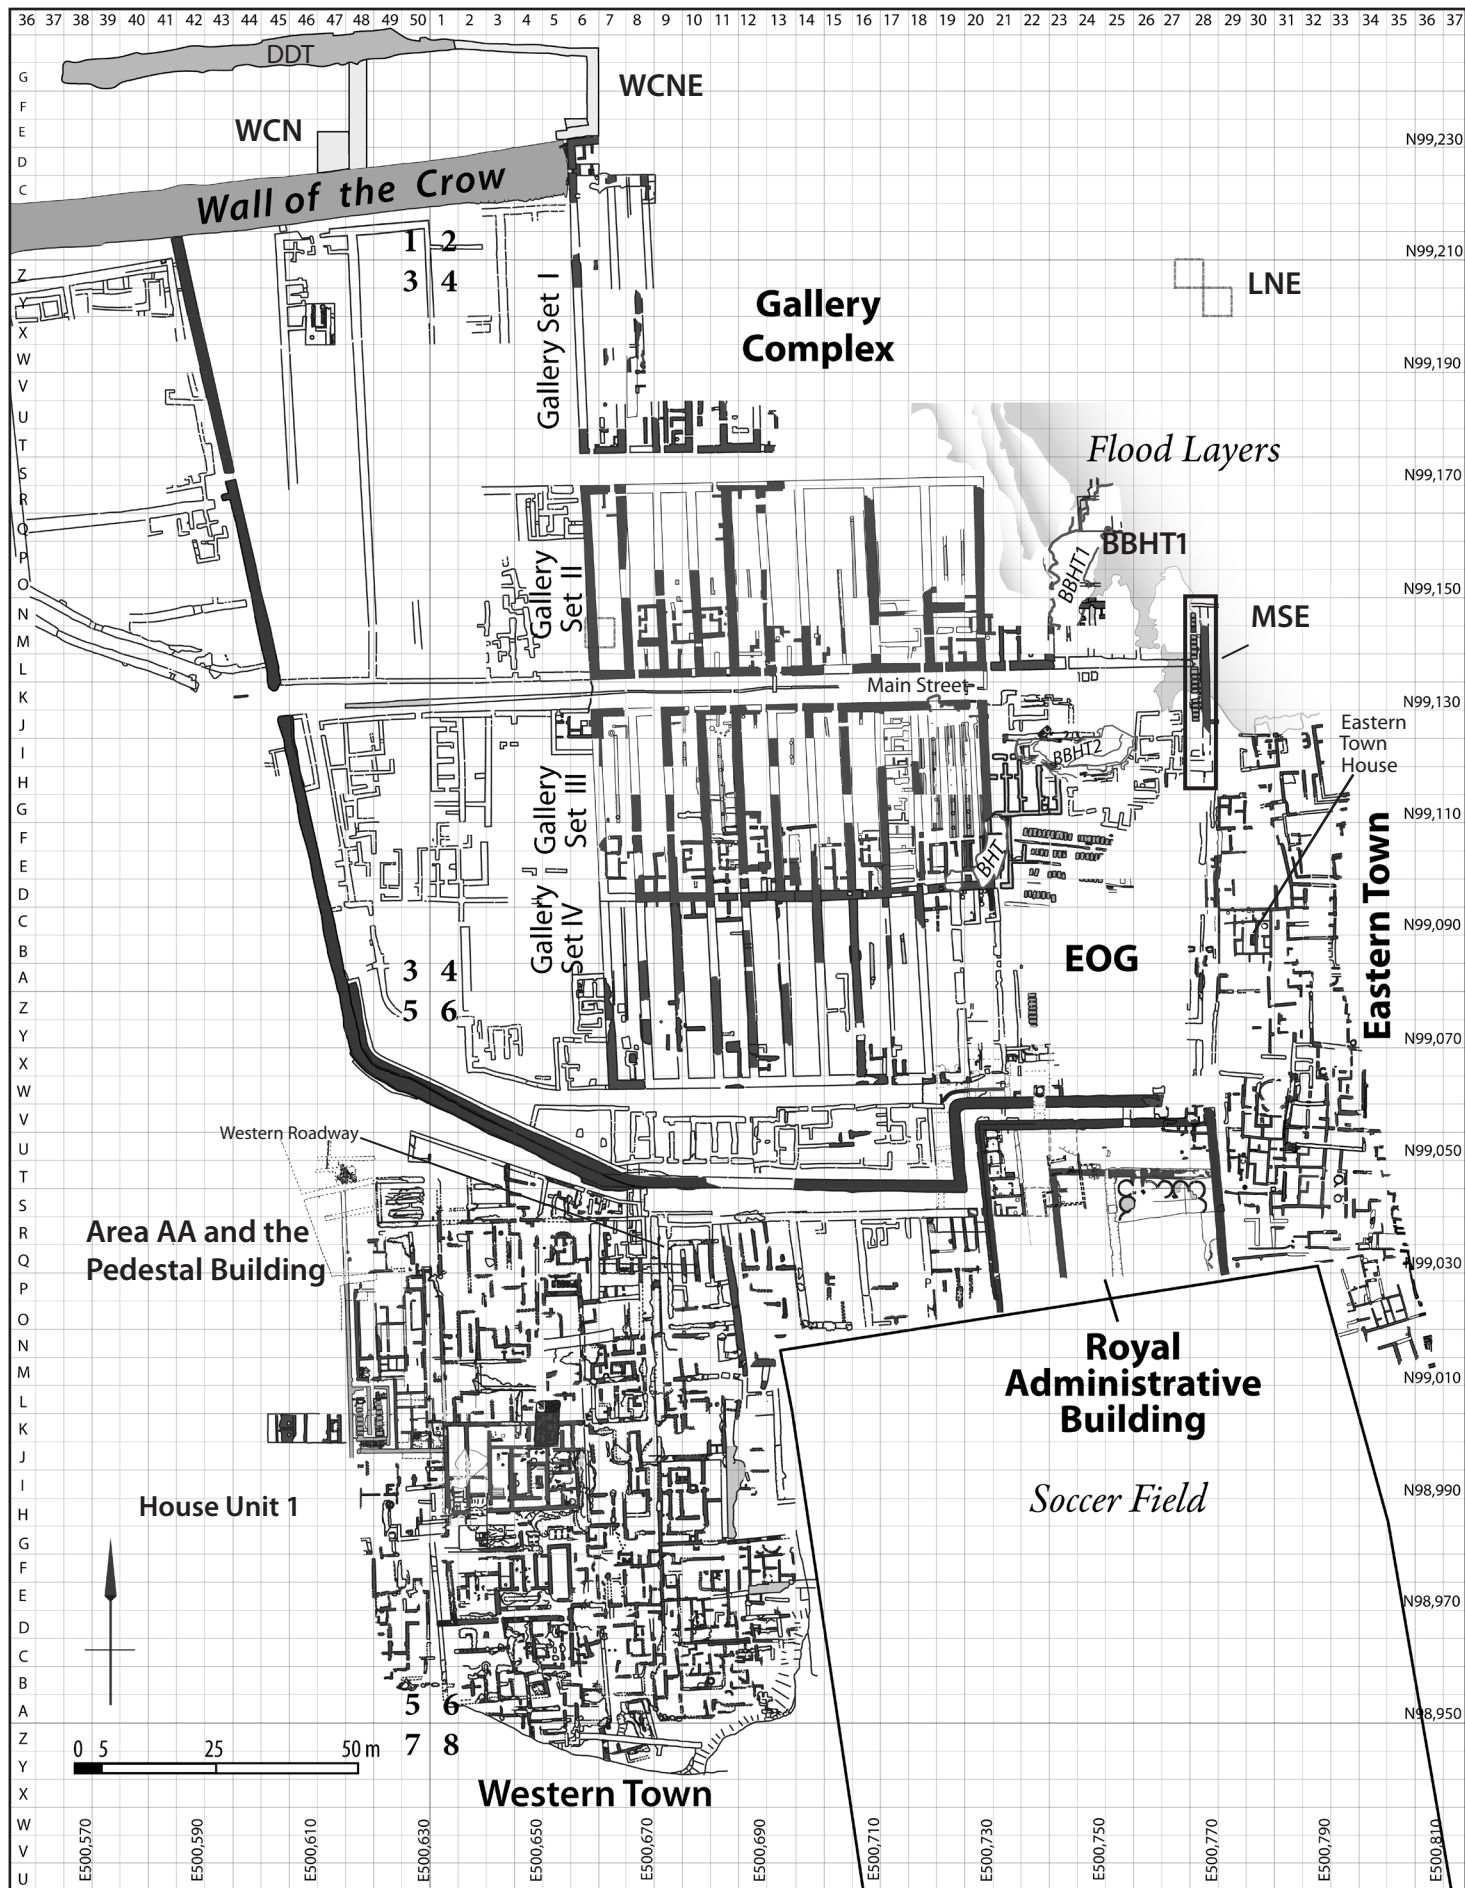 36 37 38 39 40 41 42 43 44 45 46 47 48 49 50 1 2 3 4 5 6 7 8 9 10 11 12 13 14 15 16 17 18 19 20 21 22 23 24 25 26 27 28 29 30 31 32 33 34 35 36 37
DDT
G
WCNE
F
WCN
E
N99,230
D
C
Wall of the Crow
1 2
N99,210
Z
3 4
LNE
Y
Gallery Set I
Gallery
Complex
X
W
N99,190
V
U
T
Flood Layers
S
N99,170
R
Q
BBHT1
P
BBHT1
O
N99,150
Gallery
Set II
N
MSE
M
L
Main Street
K
N99,130
J
Eastern
Town
House
BBHT2
I
H
G
N99,110
Gallery
Set III
F
BHT
E
D
Eastern Town
C
N99,090
Gallery
Set IV
B
EOG
3 4
A
5 6
Z
Y
N99,070
X
W
V
Western Roadway
U
N99,050
T
S
Area AA and the
Pedestal Building
R
Q
N99,030
P
P
O
N
Royal
Administrative
Building
M
N99,010
L
K
J
I
N98,990
Soccer Field
House Unit 1
H
G
F
E
N98,970
D
C
B
5 6
A
N98,950
Z
7 8
0 5 25 50 m
Y
Western Town
X
W
V
U
E500,570 E500,590 E500,610 E500,630 E500,650 E500,670 E500,690 E500,710 E500,730 E500,750 E500,770 E500,790 E500,810